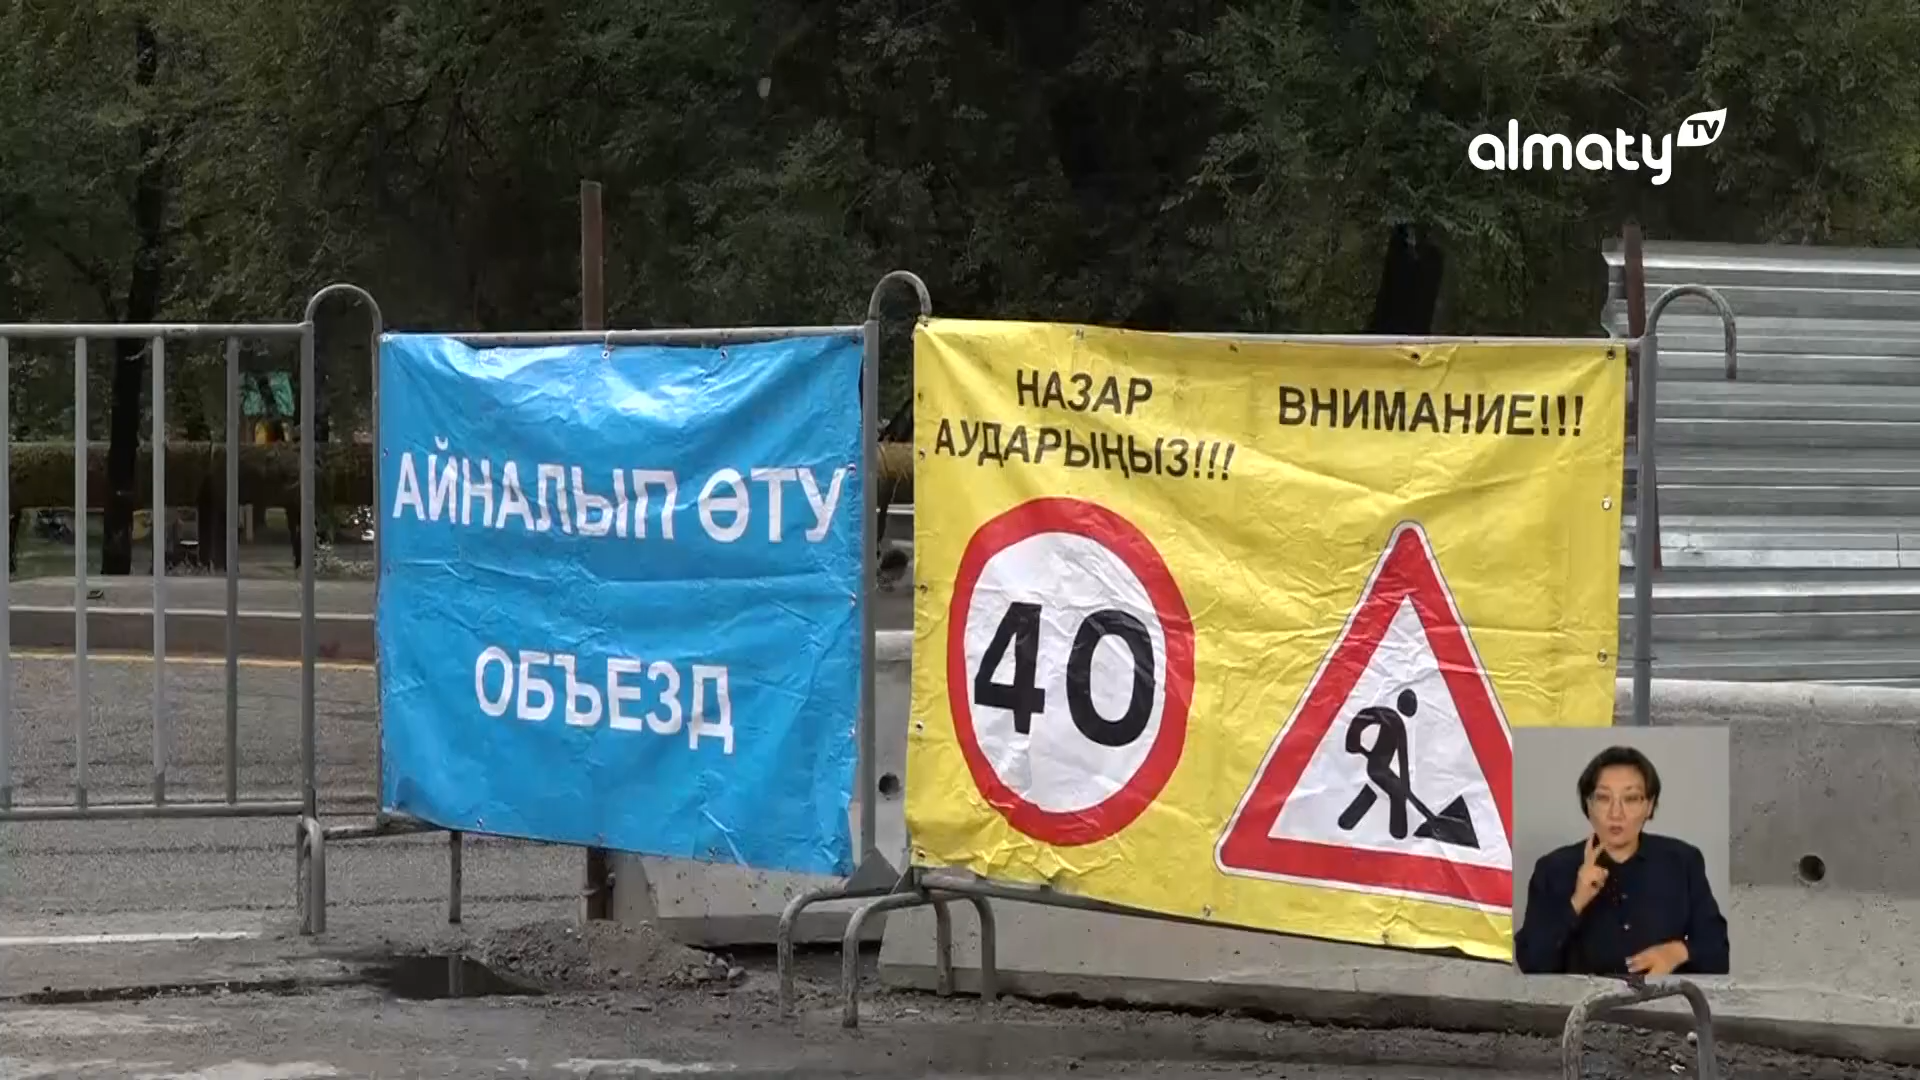 almaty TV
АЙНАЛЫП ӨТУ
ОБЪЕЗД
НАЗАР
АУДАРЫҢЫЗ!!!
ВНИМАНИЕ!!!
40